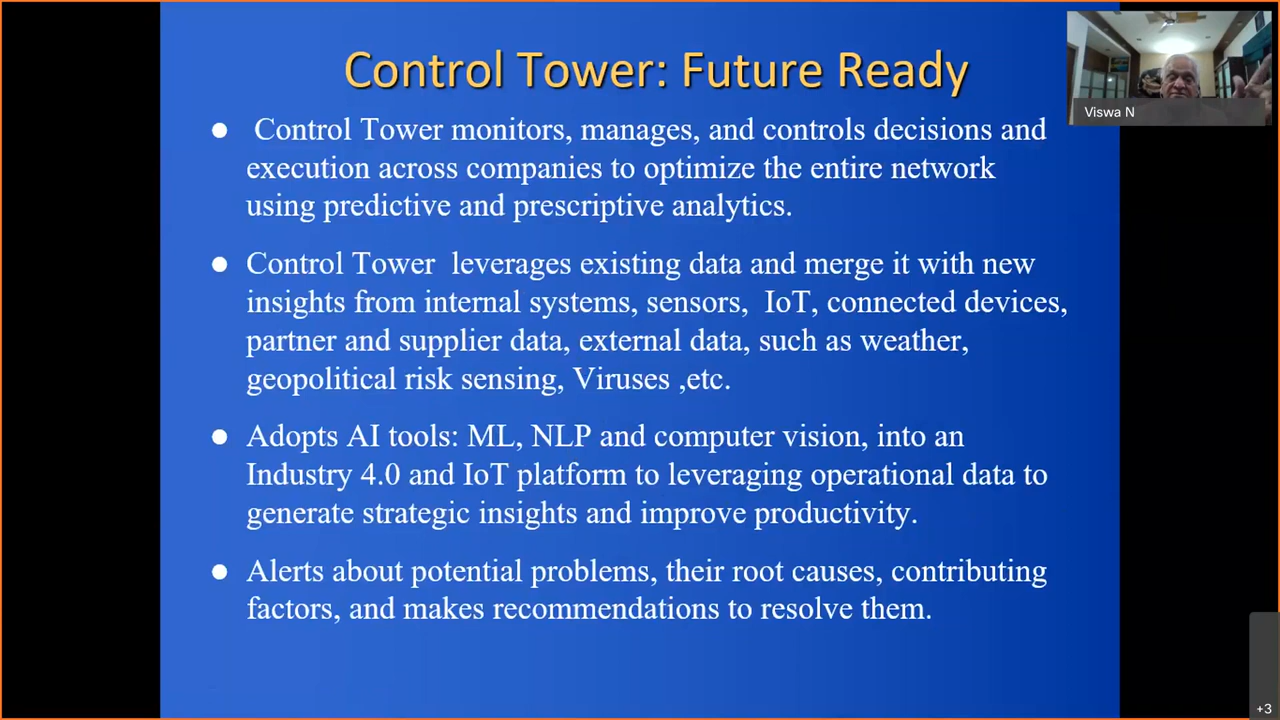 Control Tower: Future Ready
Viswa N
● Control Tower monitors, manages, and controls decisions and
execution across companies to optimize the entire network
using predictive and prescriptive analytics.
● Control Tower leverages existing data and merge it with new
insights from internal systems, sensors, IoT, connected devices,
partner and supplier data, external data, such as weather,
geopolitical risk sensing, Viruses ,etc.
● Adopts AI tools: ML, NLP and computer vision, into an
Industry 4.0 and IoT platform to leveraging operational data to
generate strategic insights and improve productivity.
● Alerts about potential problems, their root causes, contributing
factors, and makes recommendations to resolve them.
+3